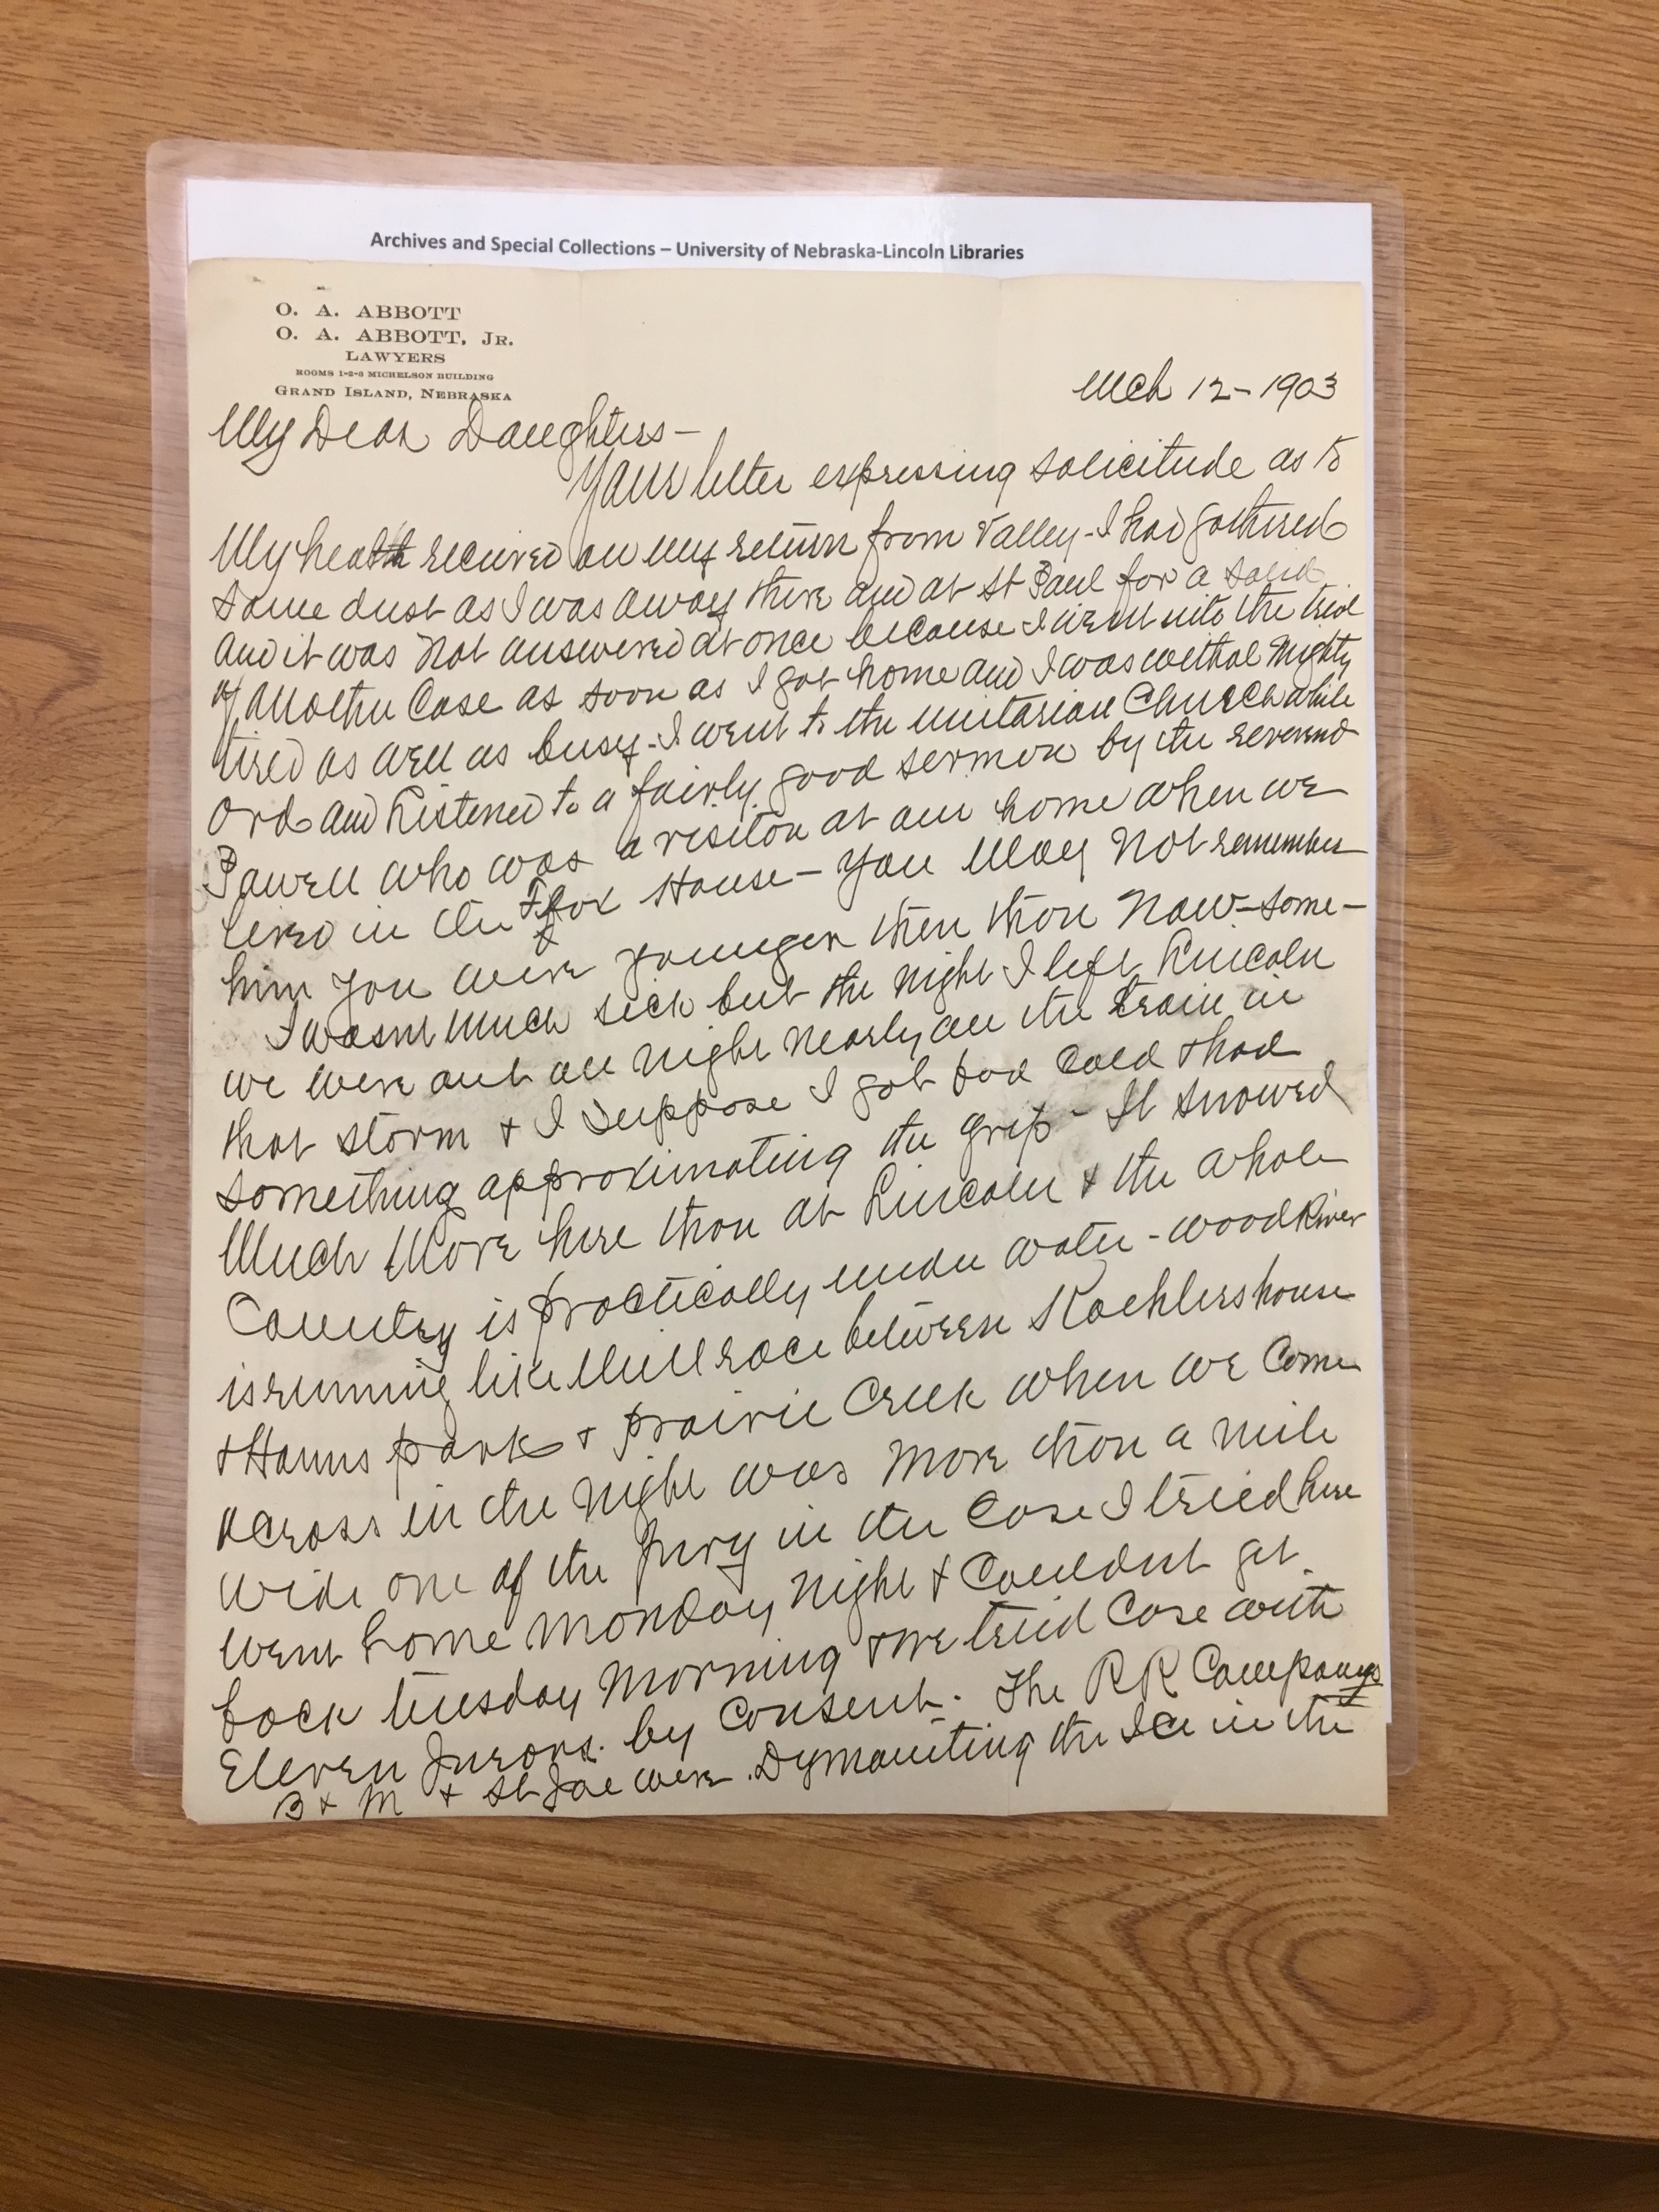 Archives and Special Collections – University of Nebraska-Lincoln Libraries
O. A. ABBOTT
O. A. ABBOTT, JR.
LAWYERS
ROOMS 1-2-3 MICHELSON BUILDING
GRAND ISLAND, NEBRASKA
Mch 12 - 1903
My Dear Daughters -
Your letter expressing solicitude as to
My health received on my return from Valley - I had gathered
some dust as I was away there and at St Paul for a
and it was not answered at once because I went into the trial
of another Case as soon as I got home and I was withal Mighty
tired as well as busy - I went to the Unitarian Church while
Ord and listened to a fairly good sermon by the reverend
Powell who was a visitor at our home when we
lived in the House - You May Not remember
him you were younger then than Now - some -
I wasnt Much sick but the Night I left Lincoln
we were out all night Nearly all the train in
that storm & I suppose I got bad Cold & had
something approximating the grip - It snowed
Much More here than at Lincoln & the whole
Country is practically under water - Wood River
is running like Mill race between Koehlers house
& Hanns park & Prairie Creek when we Come
across in the Night was More than a mile
wide one of the Jury in the Case I tried here
went home Monday Night & Couldnt get
back tuesday Morning & we tried Case with
Eleven Jurors. by Consent. The R R Companys
B & M & St Joe were Dymaniting the Ice in the